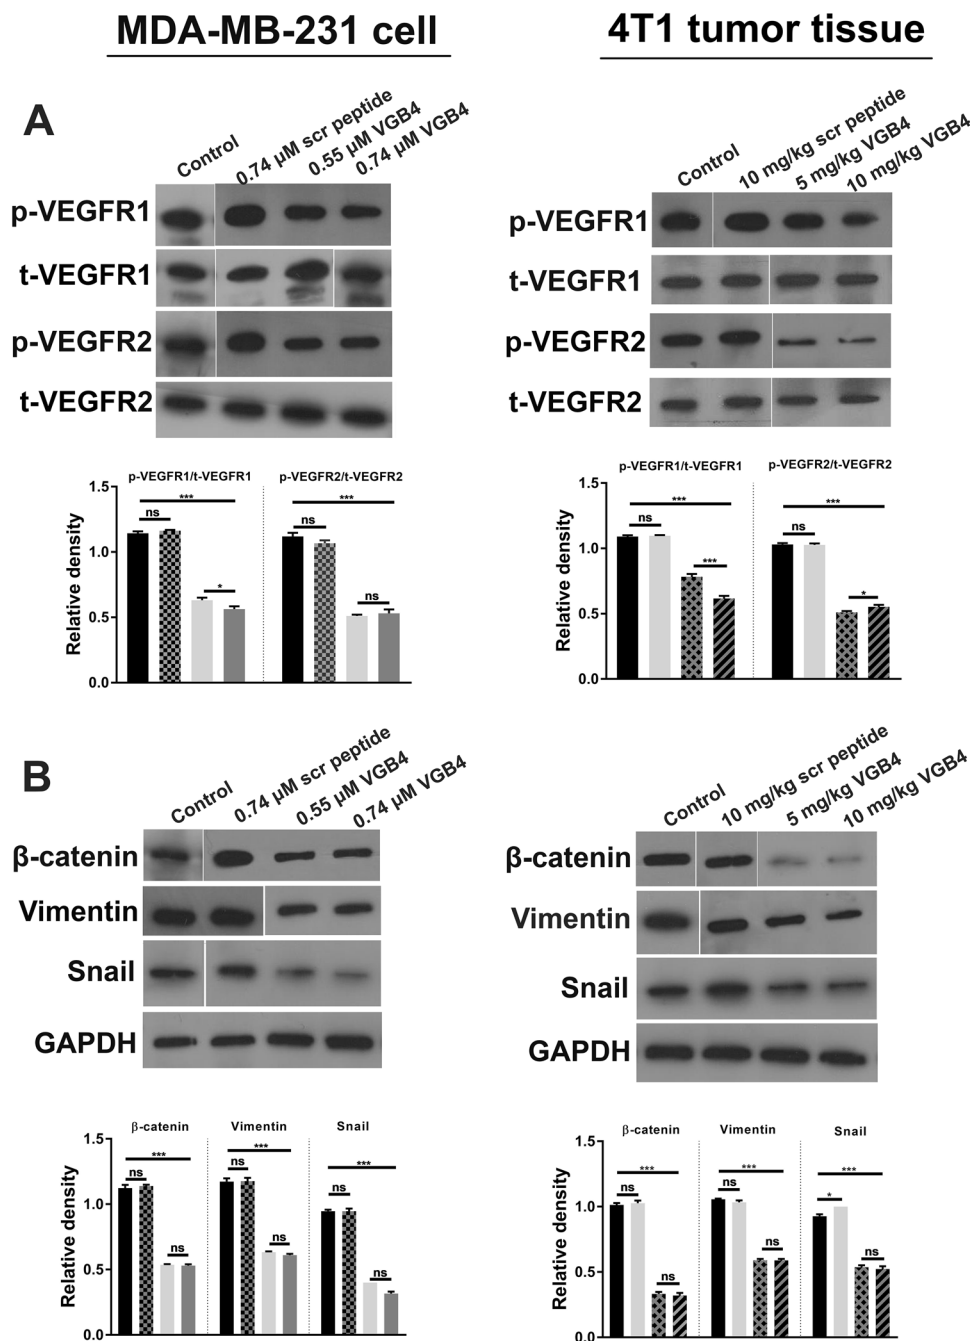 MDA-MB-231 cell
4T1 tumor tissue
A
Control
0.74 µM scr peptide
0.55 µM VGB4
0.74 µM VGB4
p-VEGFR1
t-VEGFR1
p-VEGFR2
t-VEGFR2
Control
10 mg/kg scr peptide
5 mg/kg VGB4
10 mg/kg VGB4
p-VEGFR1
t-VEGFR1
p-VEGFR2
t-VEGFR2
p-VEGFR1/t-VEGFR1
p-VEGFR2/t-VEGFR2
Relative density
1.5
1.0
0.5
0.0
***
ns
*
***
ns
ns
p-VEGFR1/t-VEGFR1
p-VEGFR2/t-VEGFR2
Relative density
1.5
1.0
0.5
0.0
***
ns
***
***
ns
*
B
Control
0.74 µM scr peptide
0.55 µM VGB4
0.74 µM VGB4
β-catenin
Vimentin
Snail
GAPDH
Control
10 mg/kg scr peptide
5 mg/kg VGB4
10 mg/kg VGB4
β-catenin
Vimentin
Snail
GAPDH
β-catenin
Vimentin
Snail
Relative density
1.5
1.0
0.5
0.0
***
ns
ns
***
ns
ns
***
ns
ns
β-catenin
Vimentin
Snail
Relative density
1.5
1.0
0.5
0.0
***
ns
ns
***
ns
ns
***
*
ns